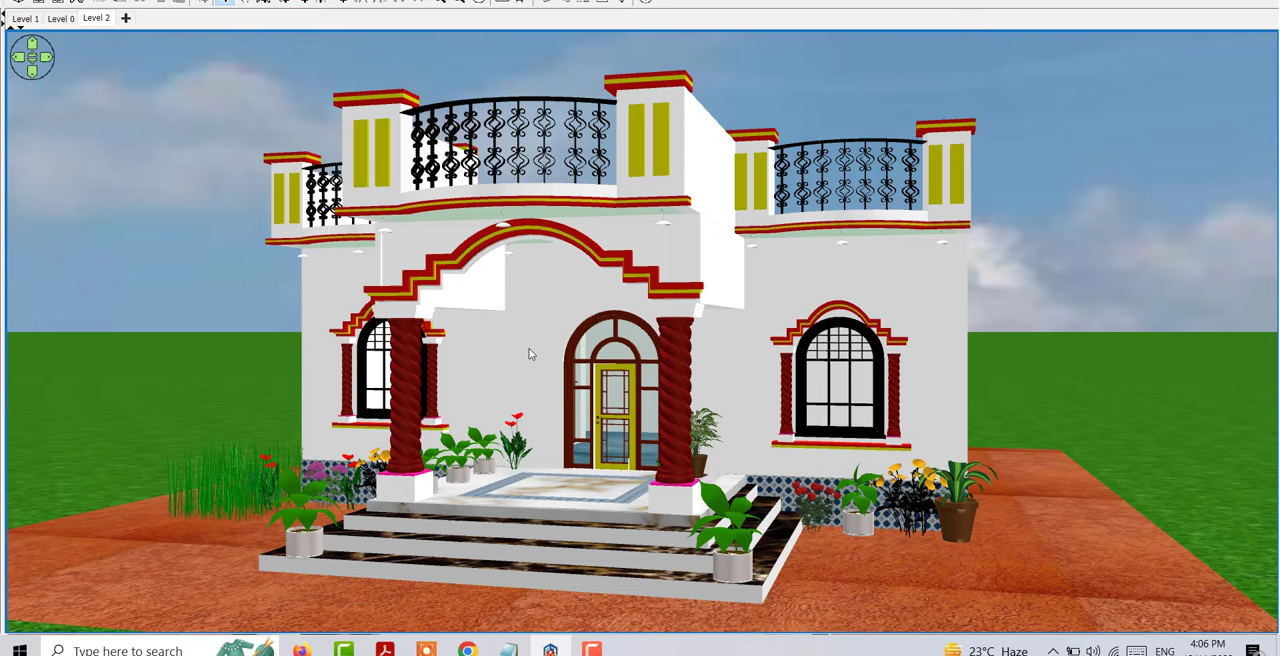 Level 1 Level 0 Level 2
Type here to search
23°C Haze
ENG
4:06 PM